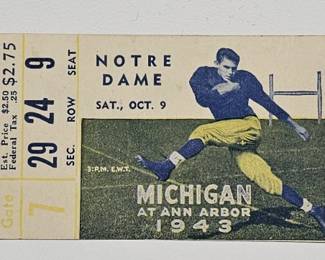 Est. Price $2.50
Federal Tax .25
$2.75
29 24 9
SEC. ROW SEAT
Gate 7
NOTRE
DAME
SAT., OCT. 9
3:P.M. E.W.T.
MICHIGAN
AT ANN ARBOR
1943